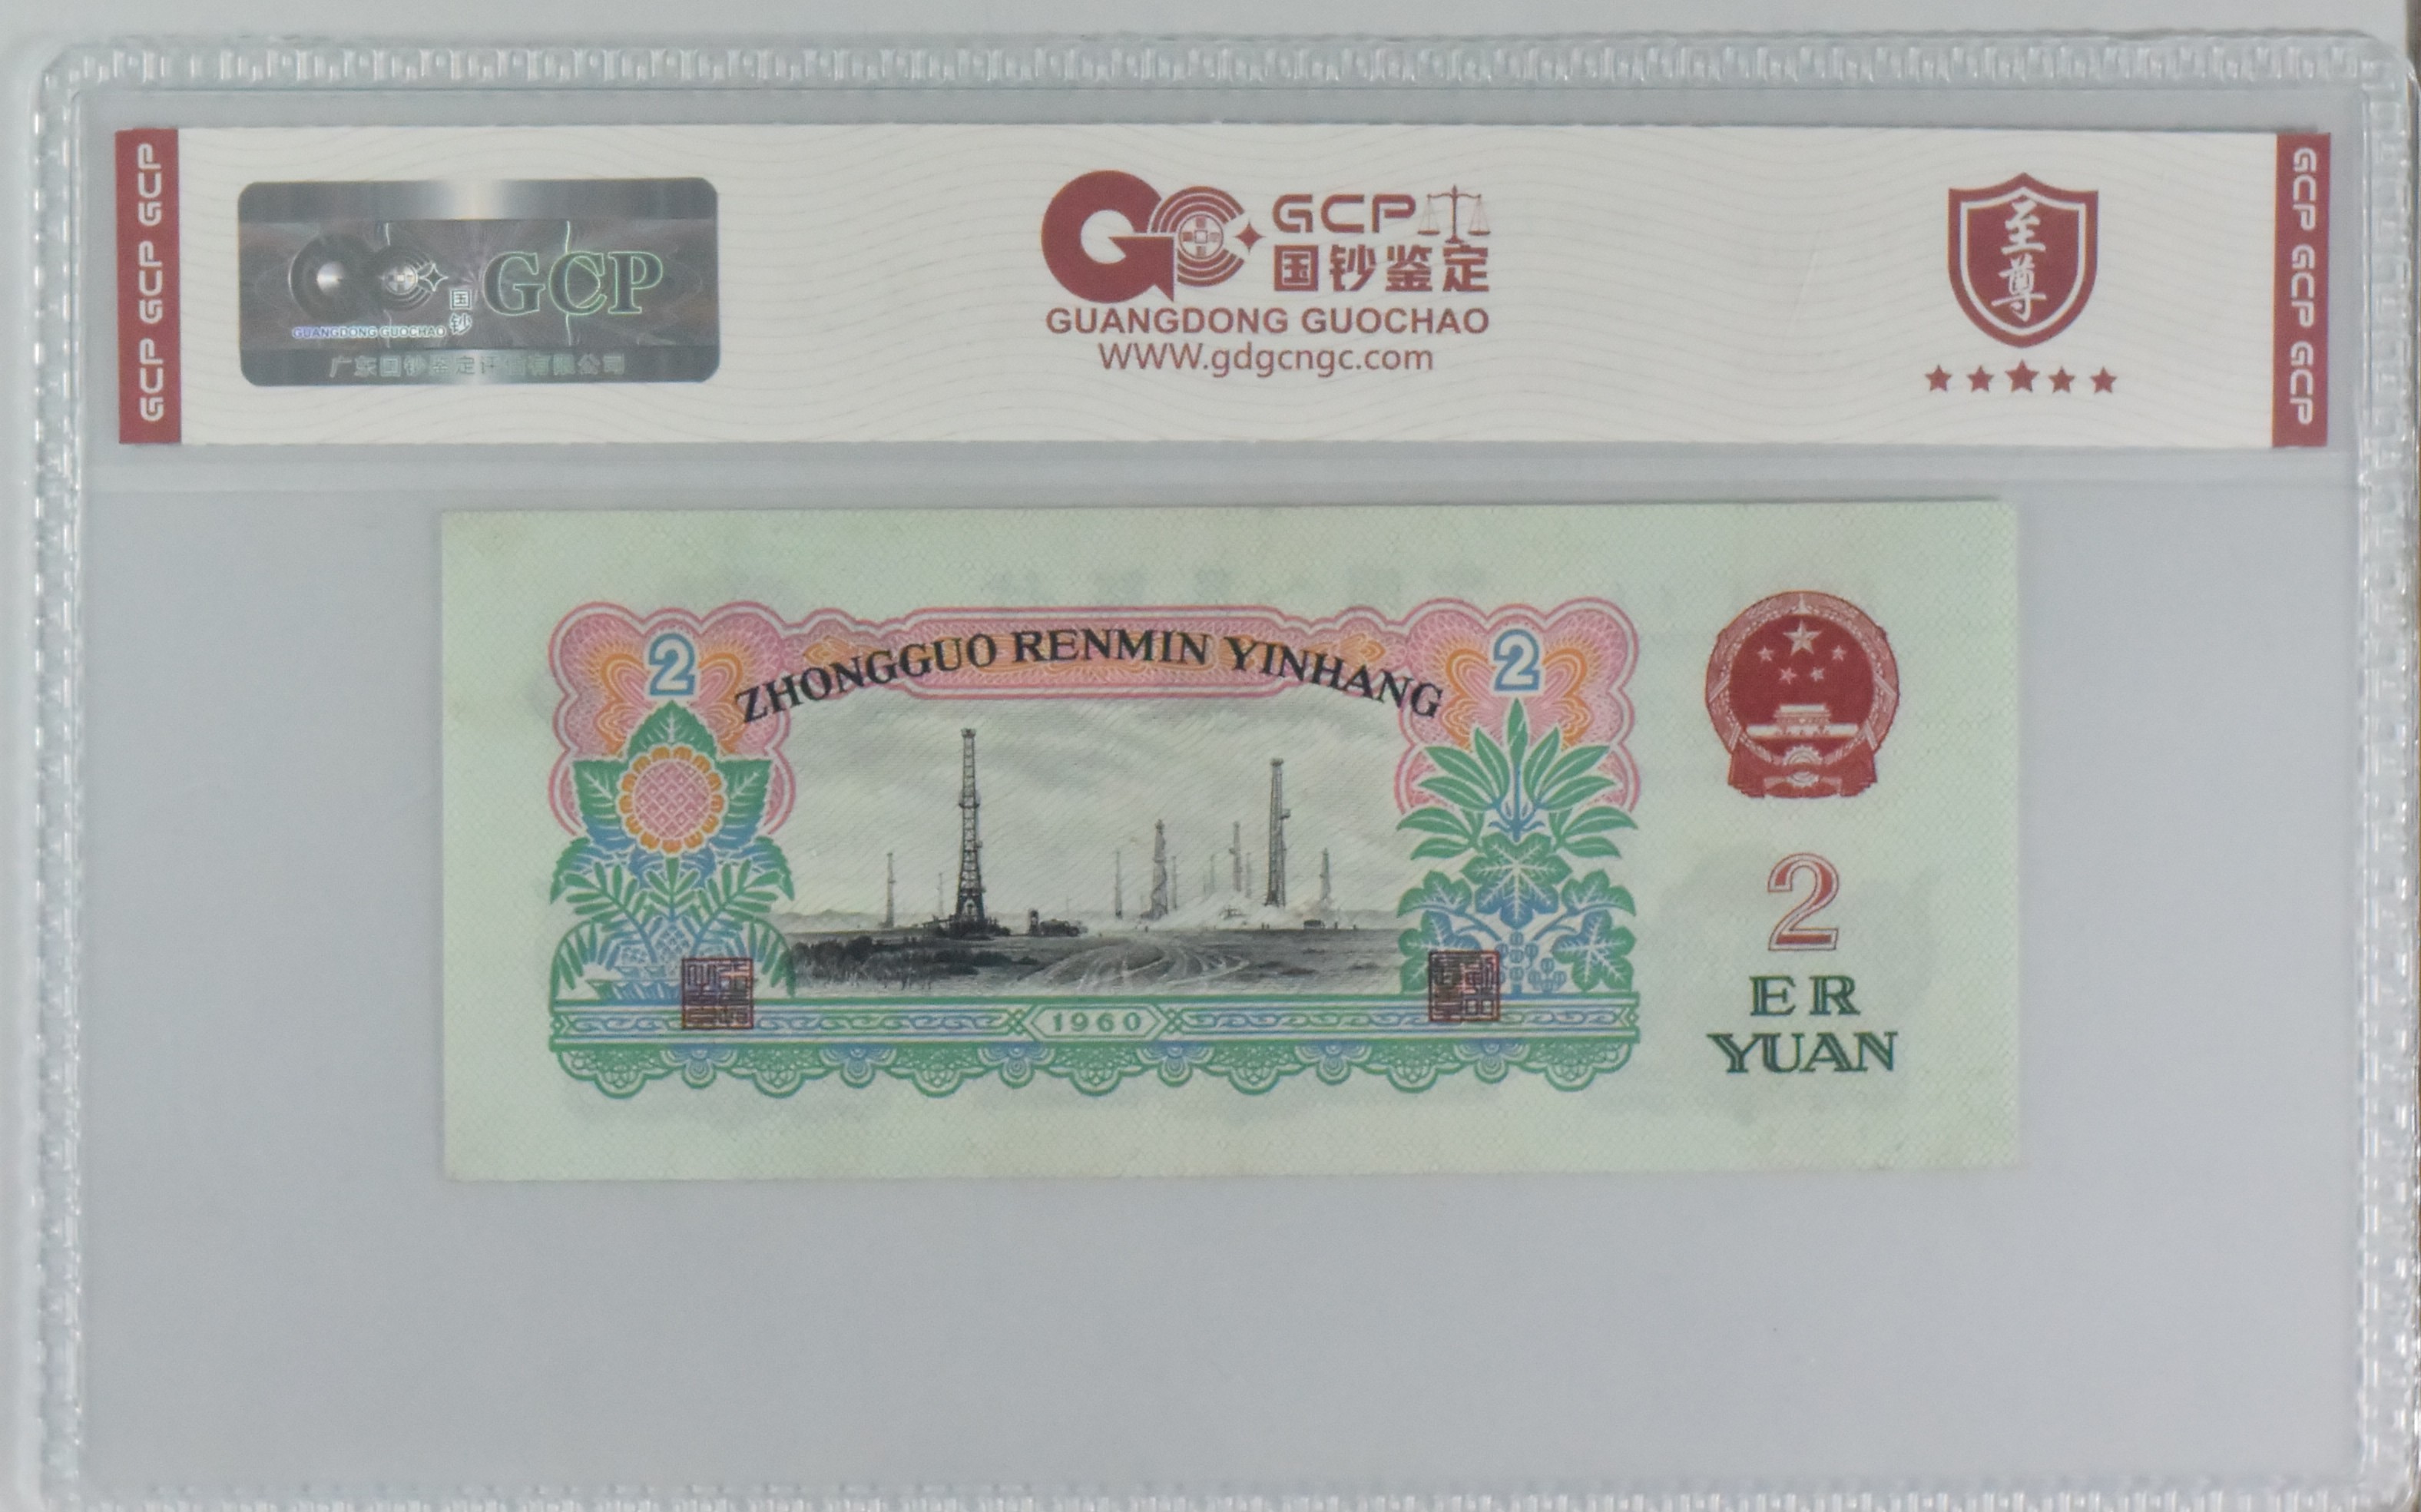 GCP GCP GCP
GCP
国钞
GUANGDONG GUOCHAO
广东国钞鉴定评估有限公司
GCP
国钞鉴定
GUANGDONG GUOCHAO
WWW.gdgcngc.com
至尊
GCP GCP GCP
ZHONGGUO RENMIN YINHANG
2
2
1960
2
ER
YUAN